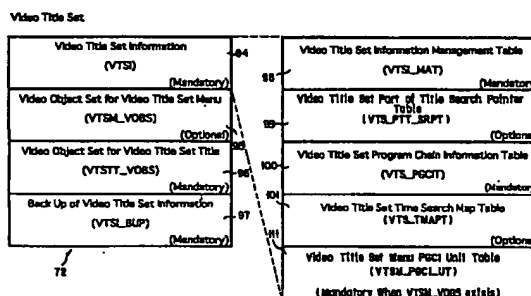 Video Title Set
Video Title Set Information
(VTSI)
(Mandatory)
94
Video Object Set for Video Title Set Menu
(VTSM_VOBS)
(Optional)
95
Video Object Set for Video Title Set Title
(VTSTT_VOBS)
(Mandatory)
96
Back Up of Video Title Set Information
(VTSI_BUP)
(Mandatory)
97
72
Video Title Set Information Management Table
(VTSI_MAT)
(Mandator
98
Video Title Set Part of Title Search Pointer
Table
(VTS_PTT_SRPT)
(Optiona
99
Video Title Set Program Chain Information Table
(VTS_PGCIT)
(Mandat
100
101
Video Title Set Time Search Map Table
(VTS_TMAPT)
(Optiona
111
Video Title Set Menu PGCI Unit Table
(VTSM_PGCI_UT)
(Mandatory When VTSM_VOBS exists)